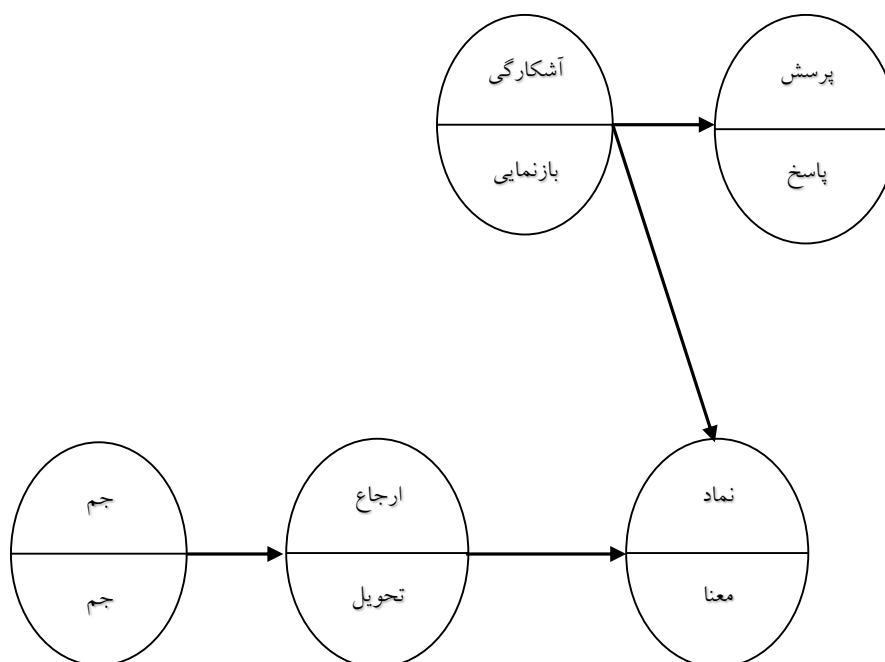 پرسش
پاسخ
آشکارگی
بازنمایی
نماد
معنا
ارجاع
تحویل
جم
جم